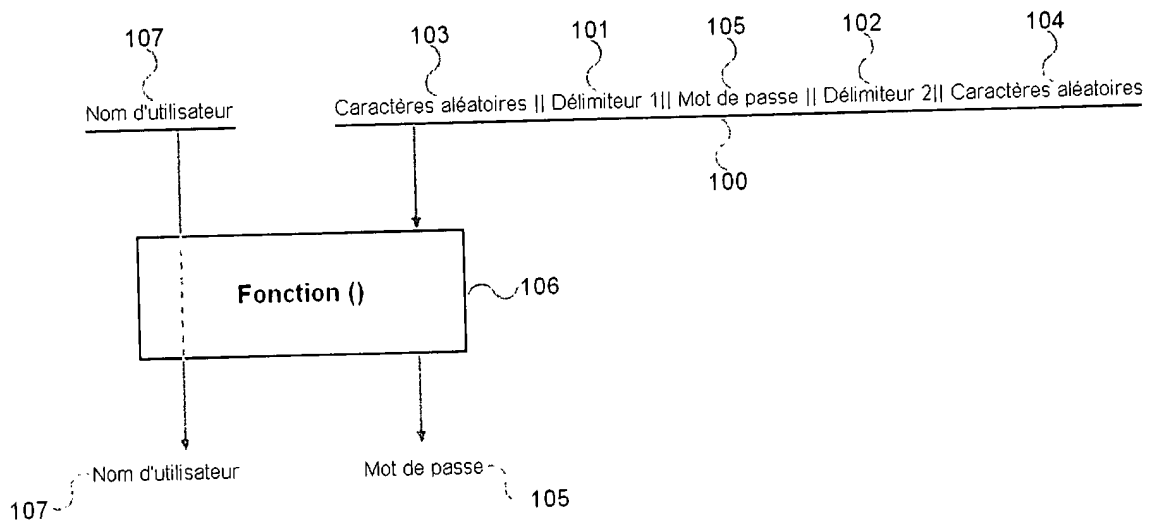 107 103 101 105 102 104
Nom d'utilisateur Caractères aléatoires || Délimiteur 1|| Mot de passe || Délimiteur 2|| Caractères aléatoires
100
Fonction () 106
Nom d'utilisateur Mot de passe
107 105